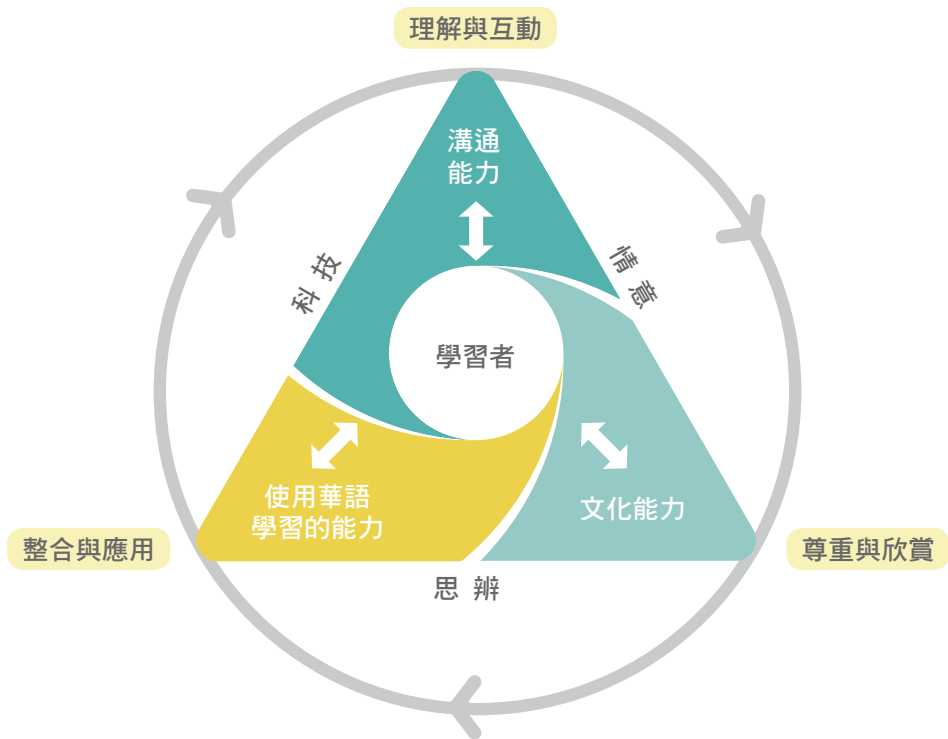 理解與互動
溝通
能力
科技
情意
學習者
使用華語
學習的能力
文化能力
整合與應用
尊重與欣賞
思辨